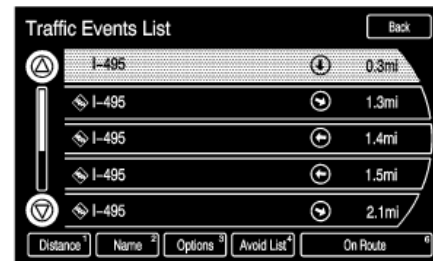 Traffic Events List Back
I-495 0.3mi
I-495 1.3mi
I-495 1.4mi
I-495 1.5mi
I-495 2.1mi
Distance 1 Name 2 Options 3 Avoid List 4 On Route 6